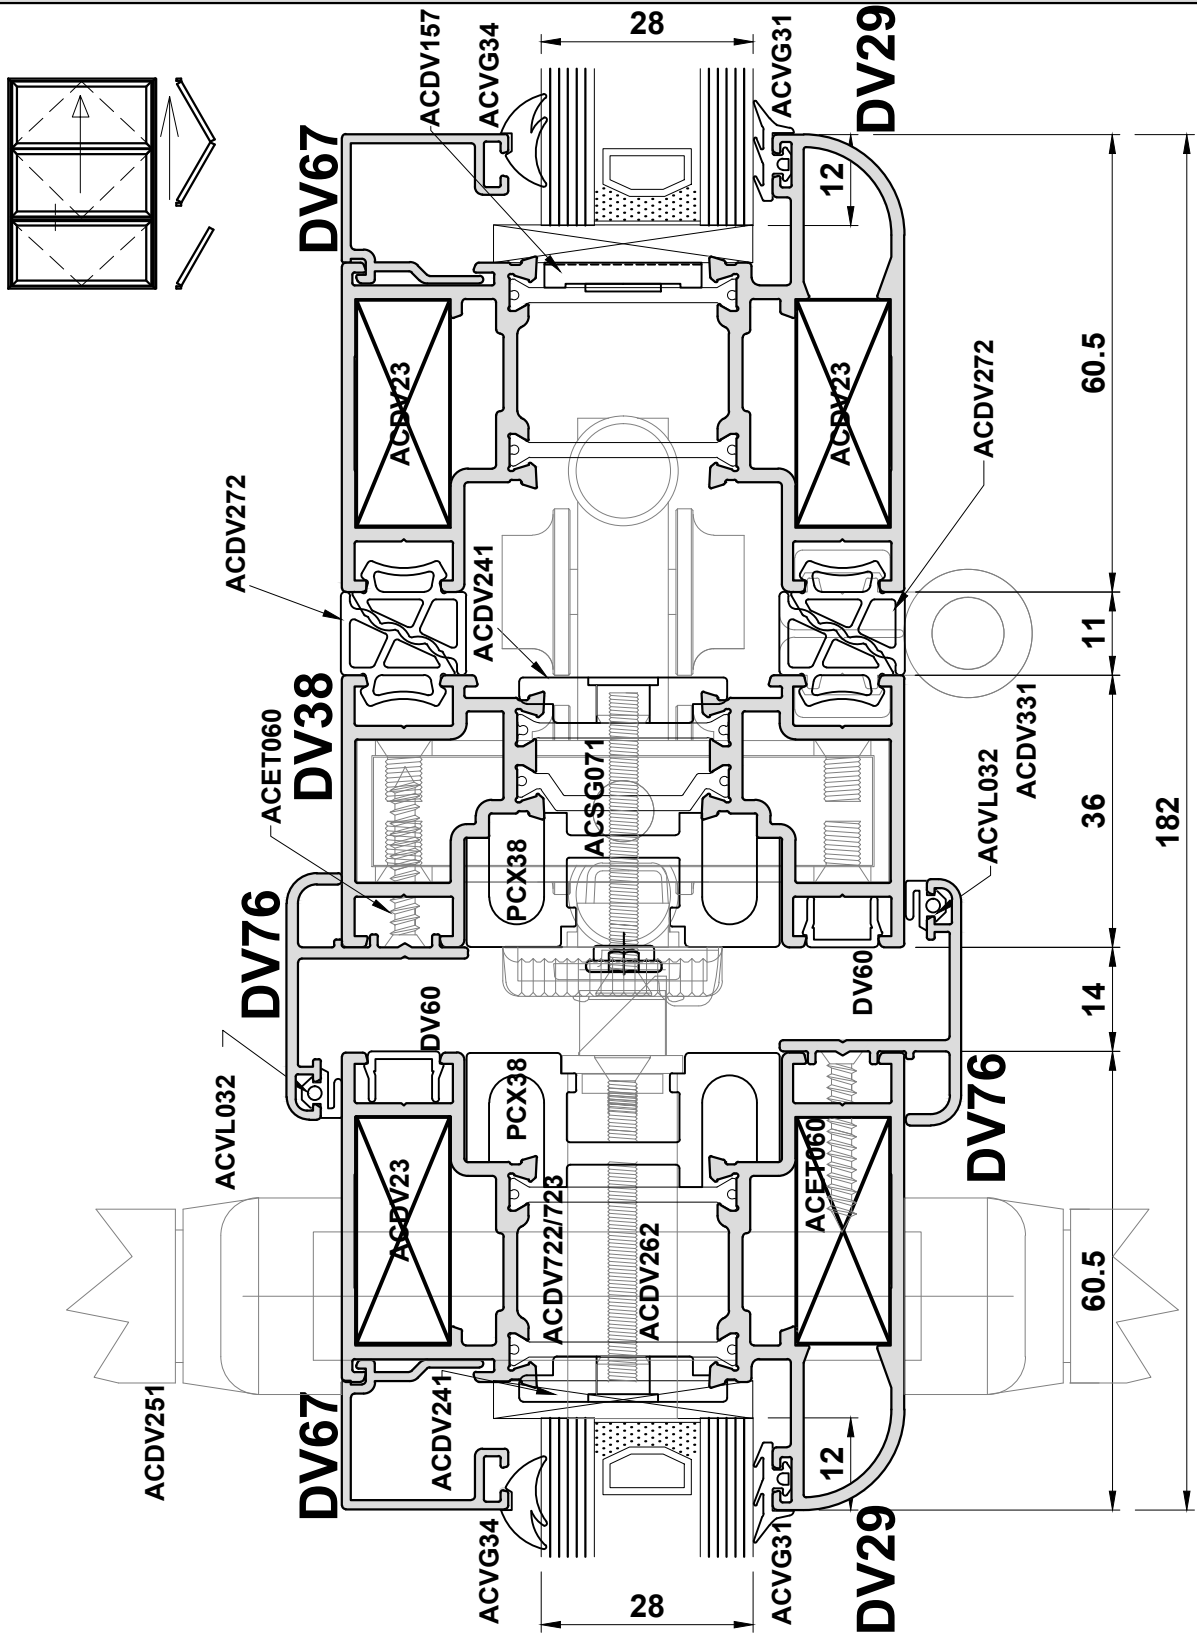 28
ACDV157
ACVG34
ACVG31
DV29
DV67
12
ACDV23
ACDV23
60.5
ACDV272
ACDV272
ACDV241
11
DV38
ACET060
ACSG071
ACDV331
ACVL032
36
182
PCX38
DV76
DV60
DV60
14
ACVL032
PCX38
DV76
ACDV23
ACDV722/723
ACDV262
ACET060
60.5
ACDV251
DV67
ACDV241
12
ACVG34
ACVG31
DV29
28